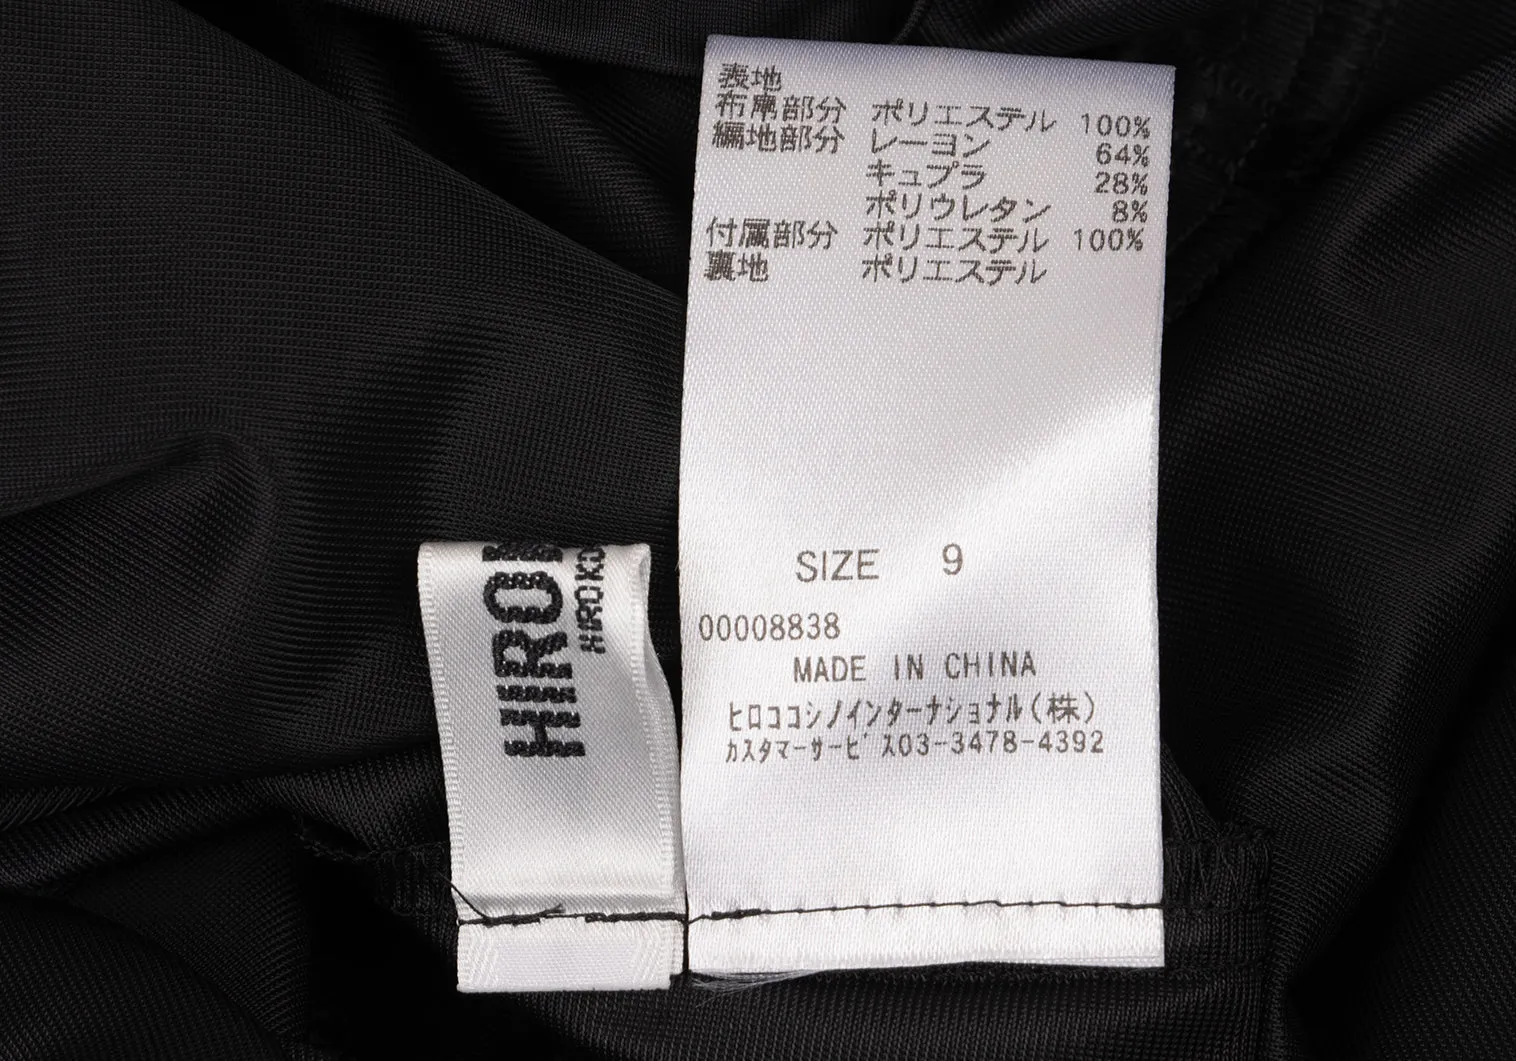 表地
布帛部分 ポリエステル 100%
編地部分 レーヨン 64%
キュプラ 28%
ポリウレタン 8%
付属部分 ポリエステル 100%
裏地 ポリエステル
SIZE 9
00008838
MADE IN CHINA
ヒロココシノインターナショナル(株)
カスタマーサービス03-3478-4392
HIRO
HIROKO